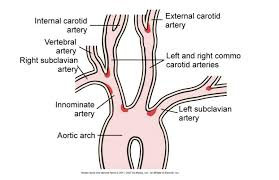 Internal carotid
artery
External carotid
artery
Vertebral
artery
Right subclavian
artery
Left and right commo
carotid arteries
Innominate
artery
Left subclavian
artery
Aortic arch